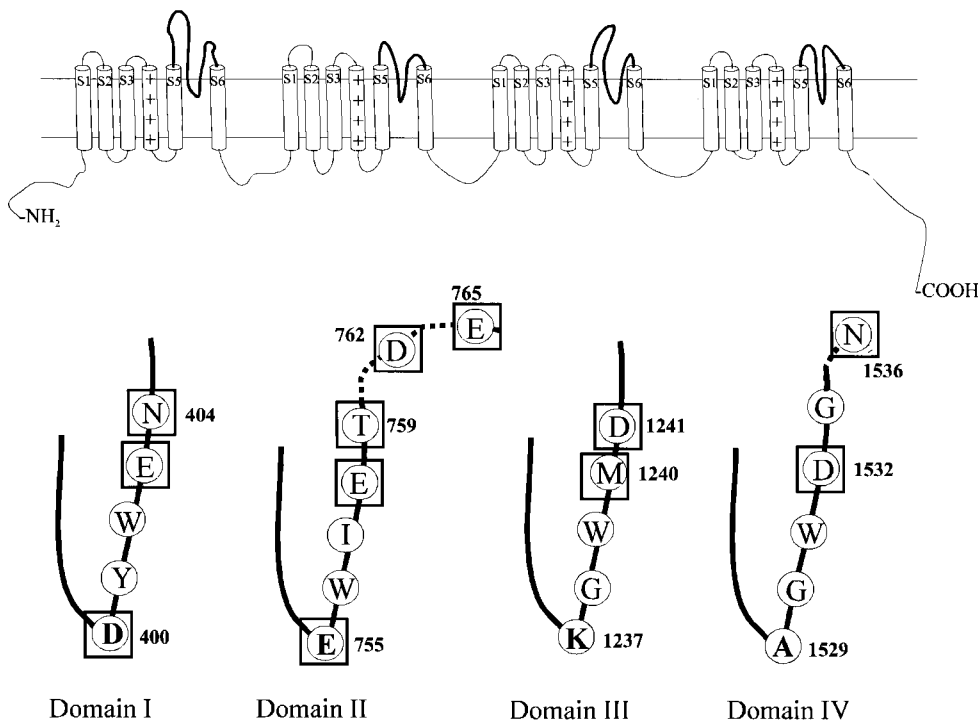 S1 S2 S3 + + + + S5 S6
S1 S2 S3 + + + + S5 S6
S1 S2 S3 + + + + S5 S6
S1 S2 S3 + + + + S5 S6
-NH₂
-COOH
N 404
E
W
Y
D 400
Domain I
765 E
762 D
T 759
E
I
W
E 755
Domain II
D 1241
M 1240
W
G
K 1237
Domain III
N 1536
G
D 1532
W
G
A 1529
Domain IV